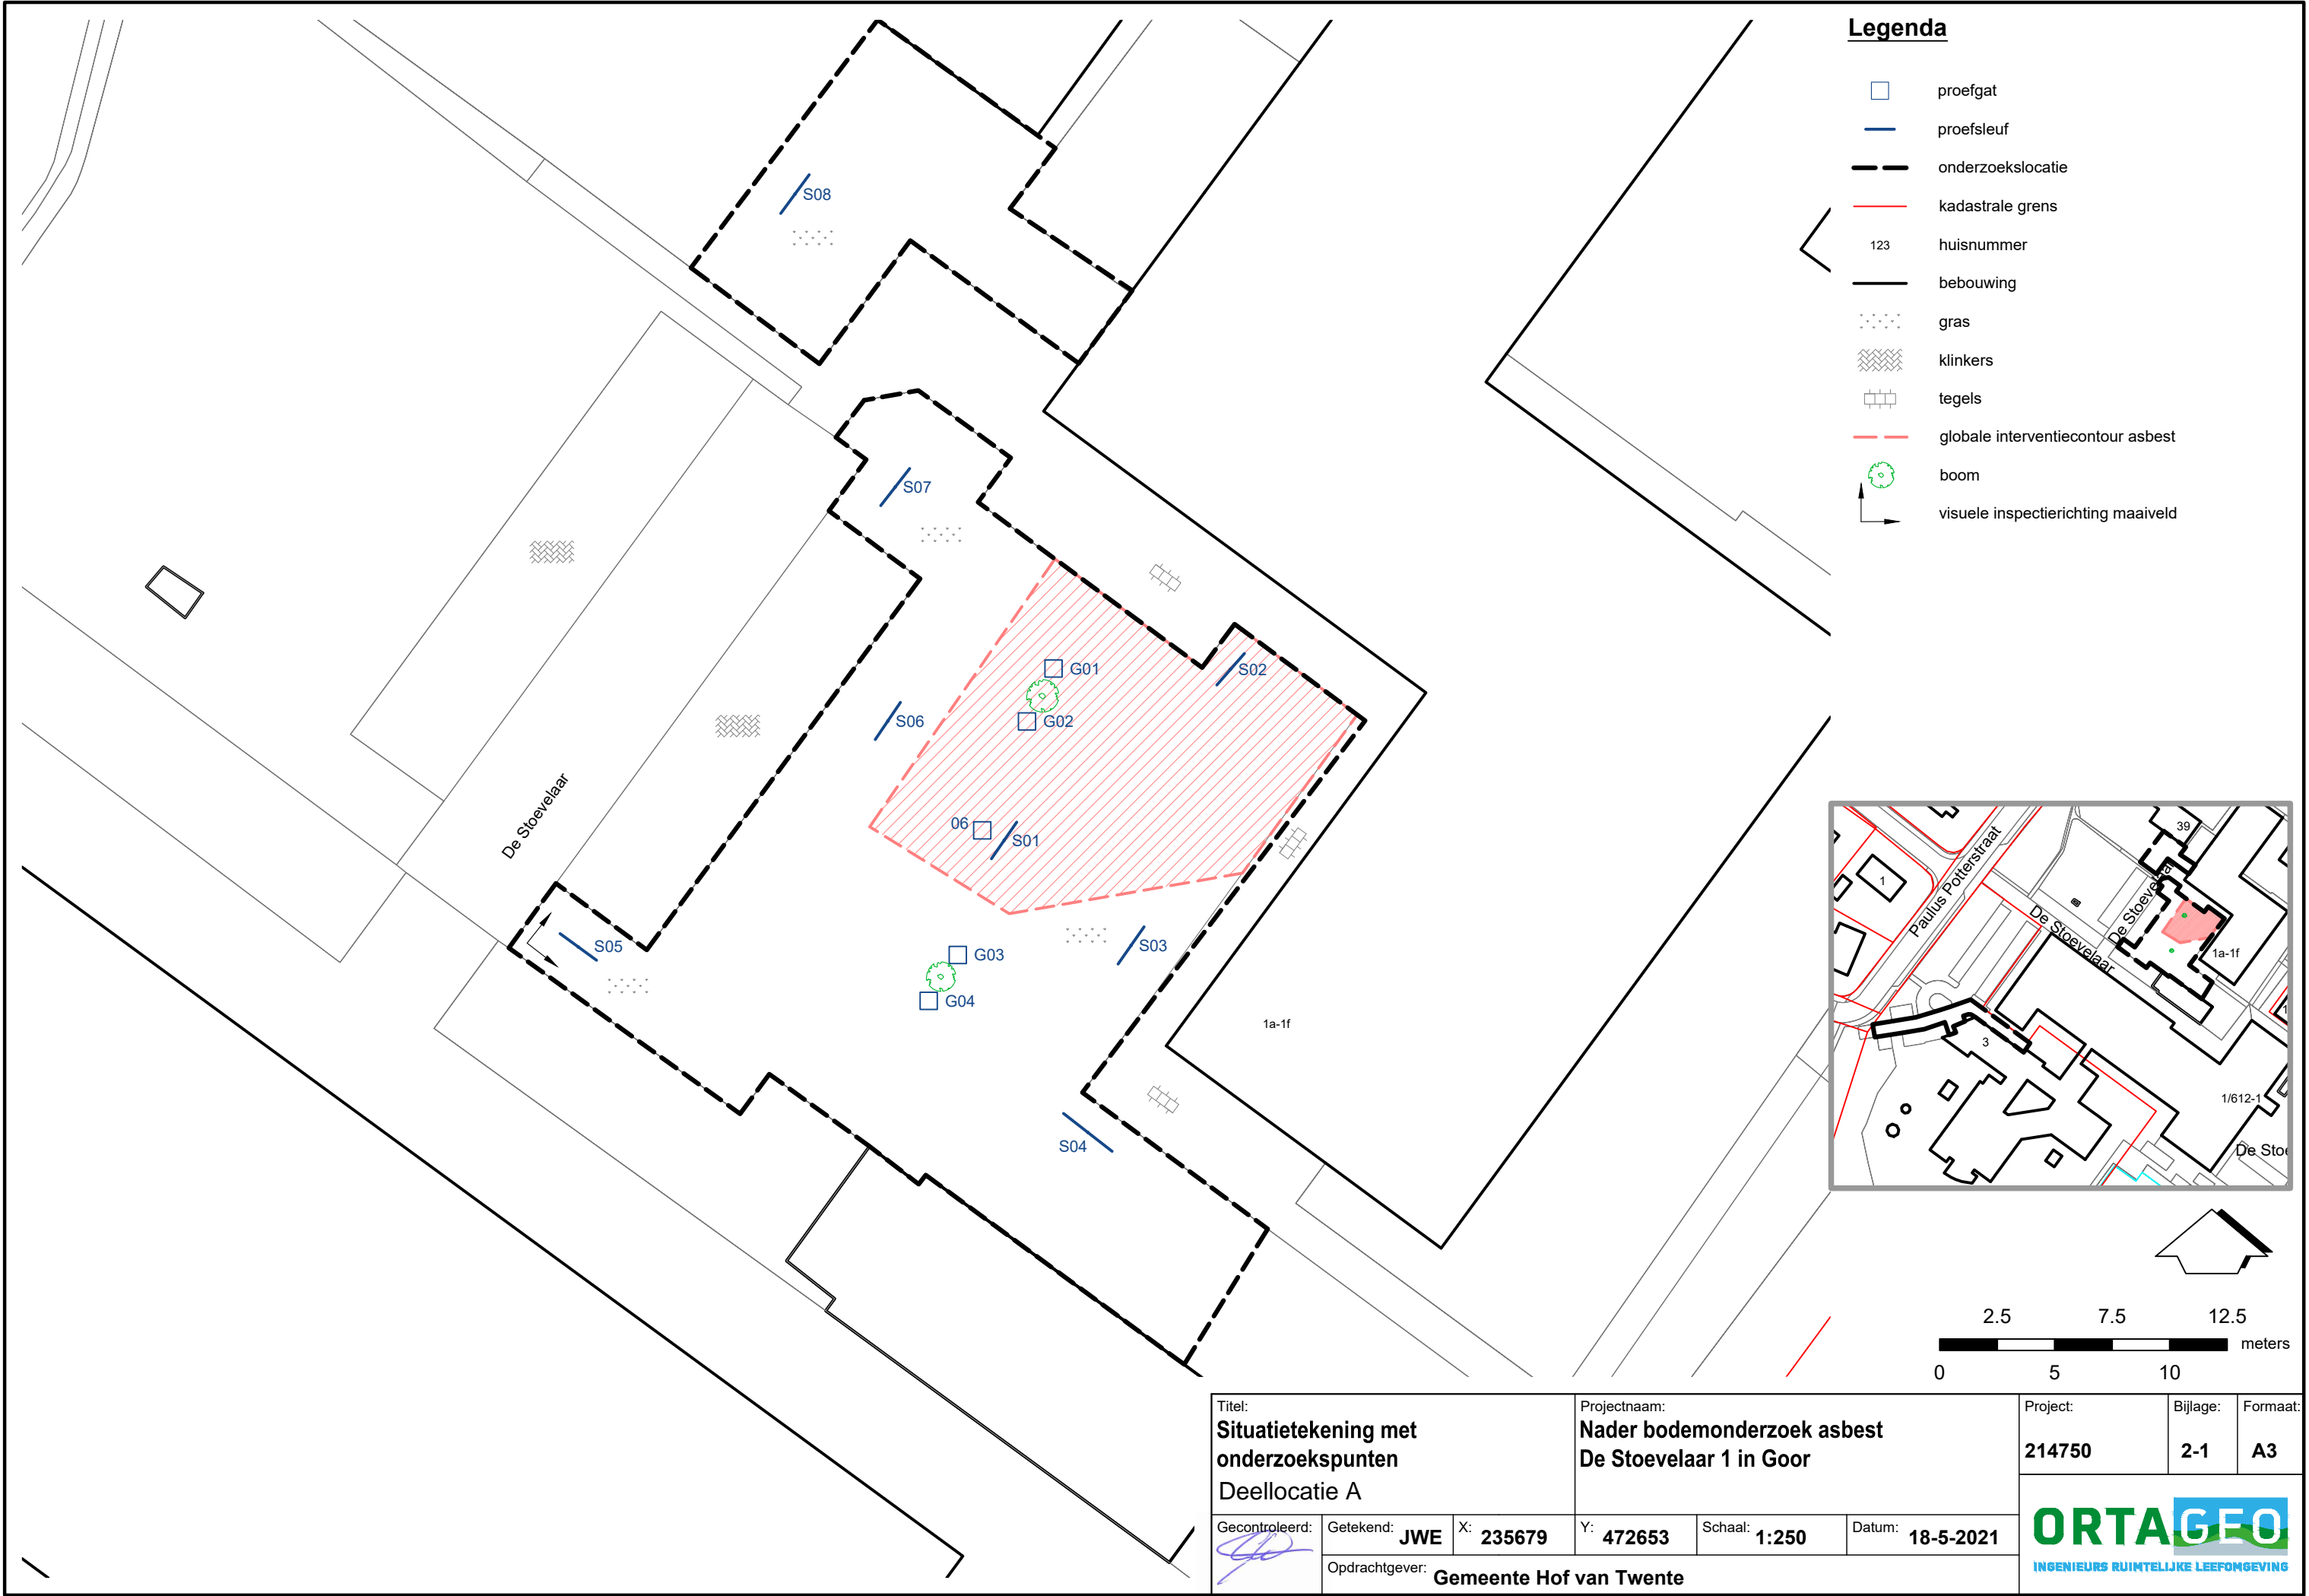 Legenda
proefgat
proefsleuf
onderzoekslocatie
kadastrale grens
123 huisnummer
bebouwing
gras
klinkers
tegels
globale interventiecontour asbest
boom
visuele inspectierichting maaiveld
S08
S07
G01
S02
G02
S06
De Stoevelaar
06
S01
S05
G03
S03
G04
1a-1f
S04
39
Paulus Potterstraat
1
De Stoevelaar
De Stoevelaar
1a-1f
1
3
1/612-1
De Stoe
2.5 7.5 12.5
meters
0 5 10
Titel:
Situatietekening met
onderzoekspunten
Deellocatie A
Projectnaam:
Nader bodemonderzoek asbest
De Stoevelaar 1 in Goor
Project:
214750
Bijlage:
2-1
Formaat:
A3
Gecontroleerd:
Getekend: JWE
X: 235679
Y: 472653
Schaal: 1:250
Datum: 18-5-2021
Opdrachtgever: Gemeente Hof van Twente
ORTAGEO
INGENIEURS RUIMTELIJKE LEEFOMGEVING